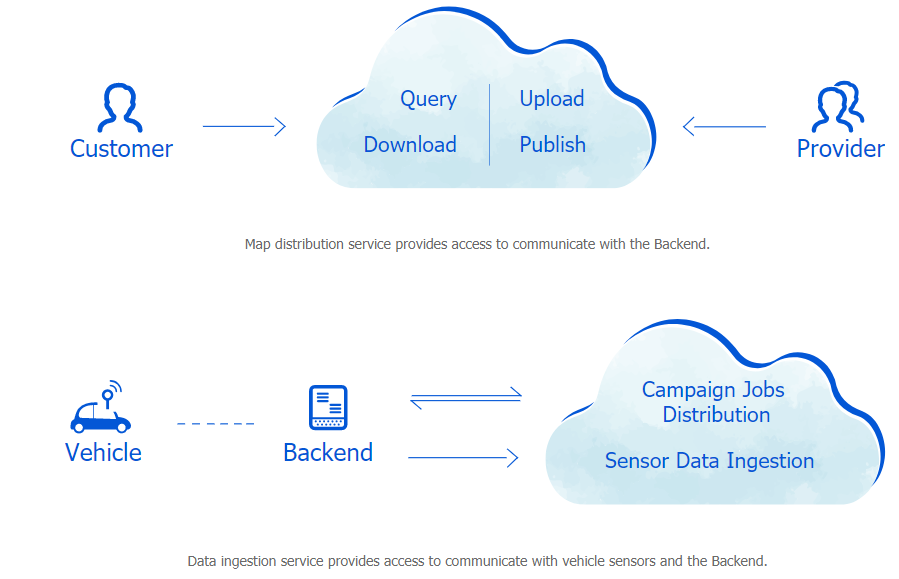 Query
Upload
Customer
Download
Publish
Provider
Map distribution service provides access to communicate with the Backend.
Campaign Jobs
Distribution
Vehicle
Backend
Sensor Data Ingestion
Data ingestion service provides access to communicate with vehicle sensors and the Backend.